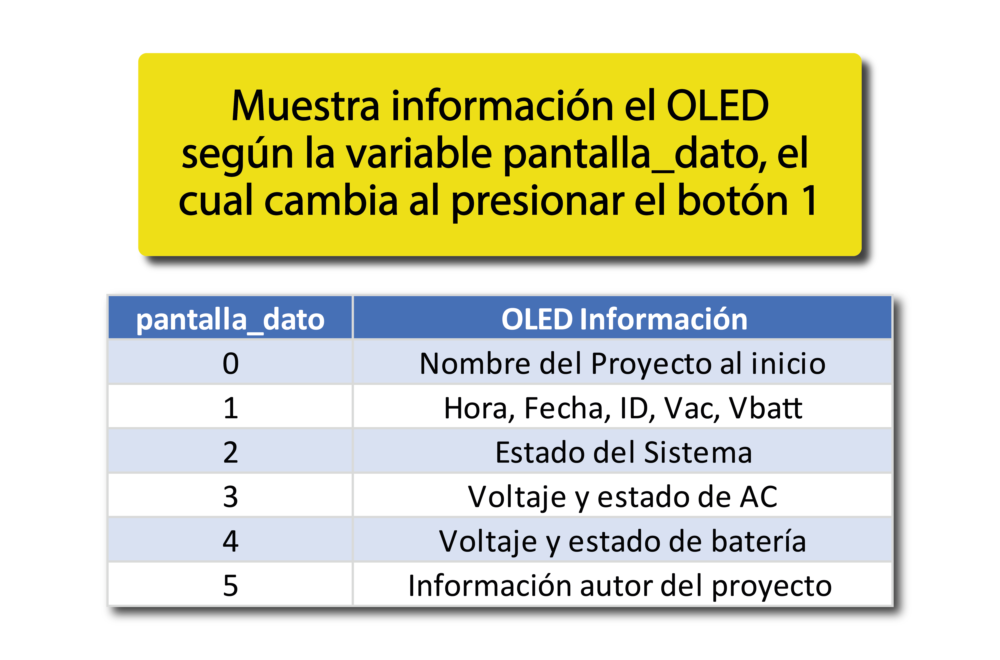 Muestra información el OLED
según la variable pantalla_dato, el
cual cambia al presionar el botón 1
pantalla_dato OLED Información
0 Nombre del Proyecto al inicio
1 Hora, Fecha, ID, Vac, Vbatt
2 Estado del Sistema
3 Voltaje y estado de AC
4 Voltaje y estado de batería
5 Información autor del proyecto